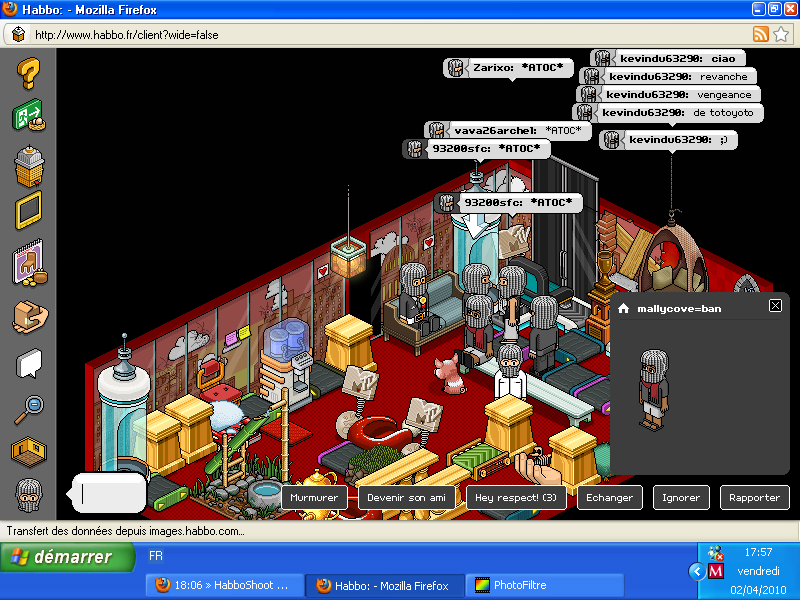 Habbo: - Mozilla Firefox
http://www.habbo.fr/client?wide=false
kevindu63290: ciao
Zarixo: *ATOC*
kevindu63290: revanche
kevindu63290: vengeance
kevindu63290: de totoyoto
vava26archel: *ATOC*
kevindu63290: ;)
93200sfc: *ATOC*
93200sfc: *ATOC*
mallycove=ban
Murmurer
Devenir son ami
Hey respect! (3)
Echanger
Ignorer
Rapporter
Transfert des données depuis images.habbo.com...
démarrer
FR
17:57
vendredi
02/04/2010
18:06 » HabboShoot ...
Habbo: - Mozilla Firefox
PhotoFiltre